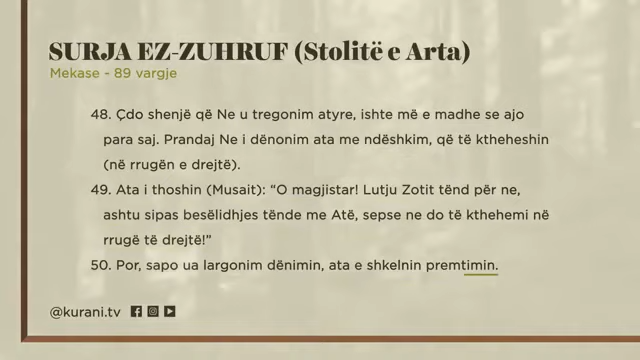 SURJA EZ-ZUHRUF (Stolitë e Arta)
Mekase - 89 vargje
48. Çdo shenjë që Ne u tregonim atyre, ishte më e madhe se ajo
para saj. Prandaj Ne i dënonim ata me ndëshkim, që të ktheheshin
(në rrugën e drejtë).
49. Ata i thoshin (Musait): “O magjistar! Lutju Zotit tënd për ne,
ashtu sipas besëlidhjes tënde me Atë, sepse ne do të kthehemi në
rrugë të drejtë!”
50. Por, sapo ua largonim dënimin, ata e shkelnin premtimin.
@kurani.tv